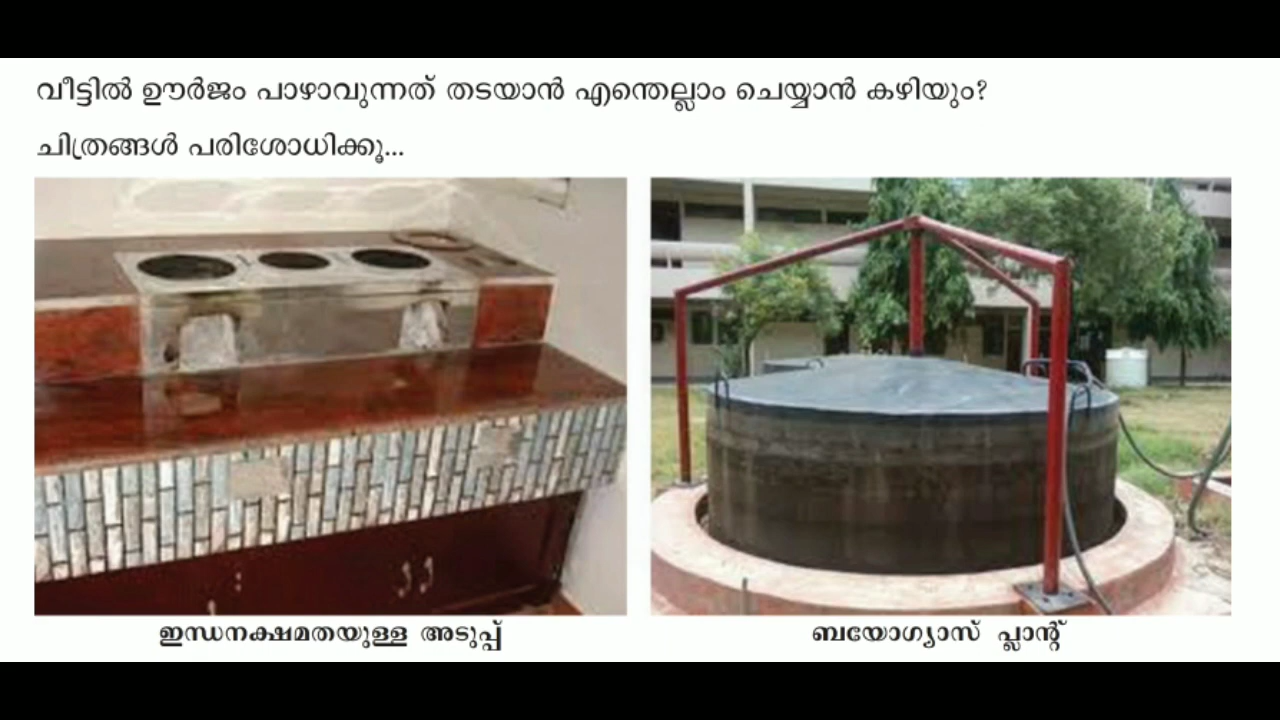 വീട്ടിൽ ഊർജം പാഴാവുന്നത് തടയാൻ എന്തെല്ലാം ചെയ്യാൻ കഴിയും?
ചിത്രങ്ങൾ പരിശോധിക്കൂ...
ഇന്ധനക്ഷമതയുള്ള അടുപ്പ്
ബയോഗ്യാസ് പ്ലാന്റ്